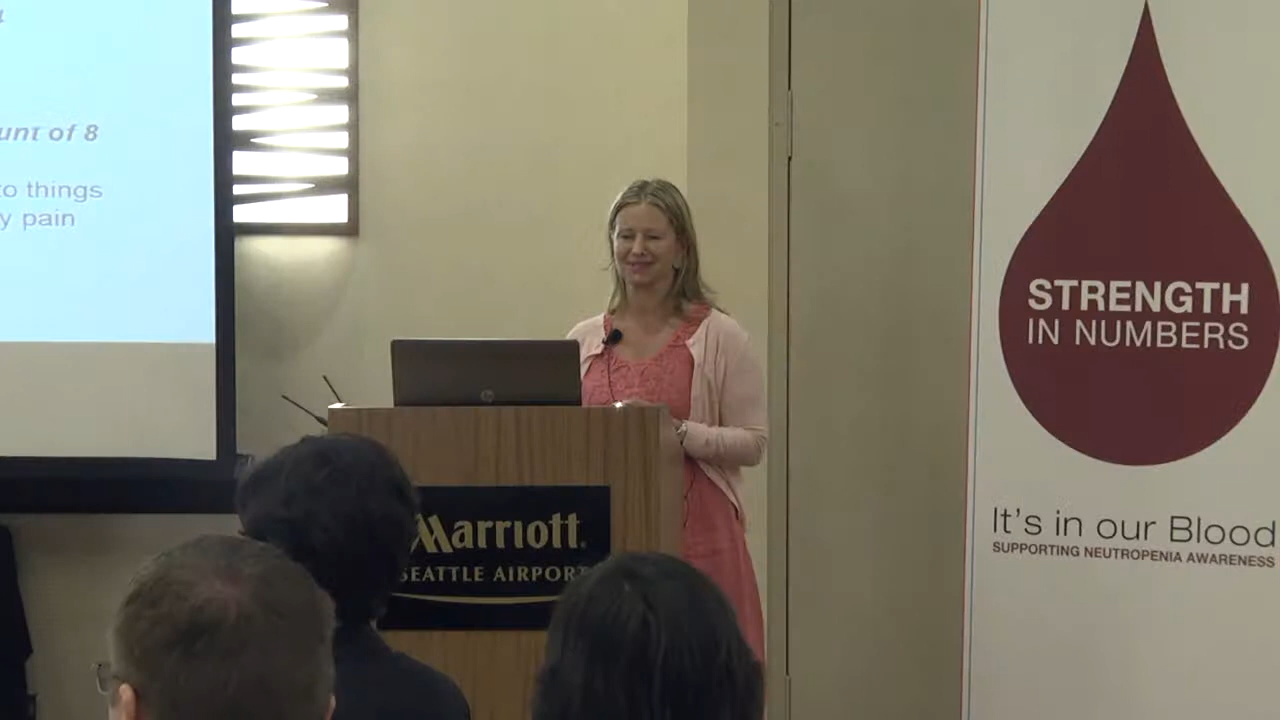 unt of 8
to things
y pain
STRENGTH
IN NUMBERS
Marriott
SEATTLE AIRPORT
It's in our Blood
SUPPORTING NEUTROPENIA AWARENESS